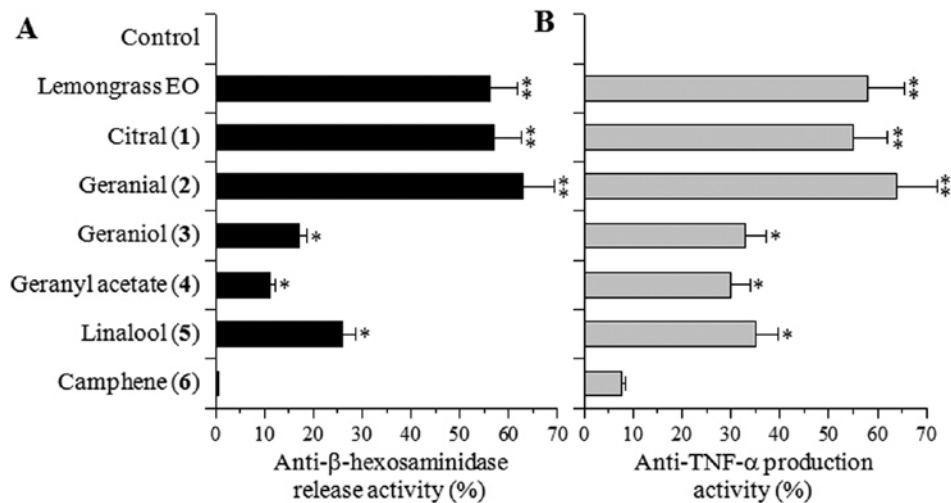 A
B
Control
Lemongrass EO
**
**
Citral (1)
**
**
Geranial (2)
**
**
Geraniol (3)
*
*
Geranyl acetate (4)
*
*
Linalool (5)
*
*
Camphene (6)
0 10 20 30 40 50 60 70
0 10 20 30 40 50 60 70
Anti-β-hexosaminidase
release activity (%)
Anti-TNF-α production
activity (%)